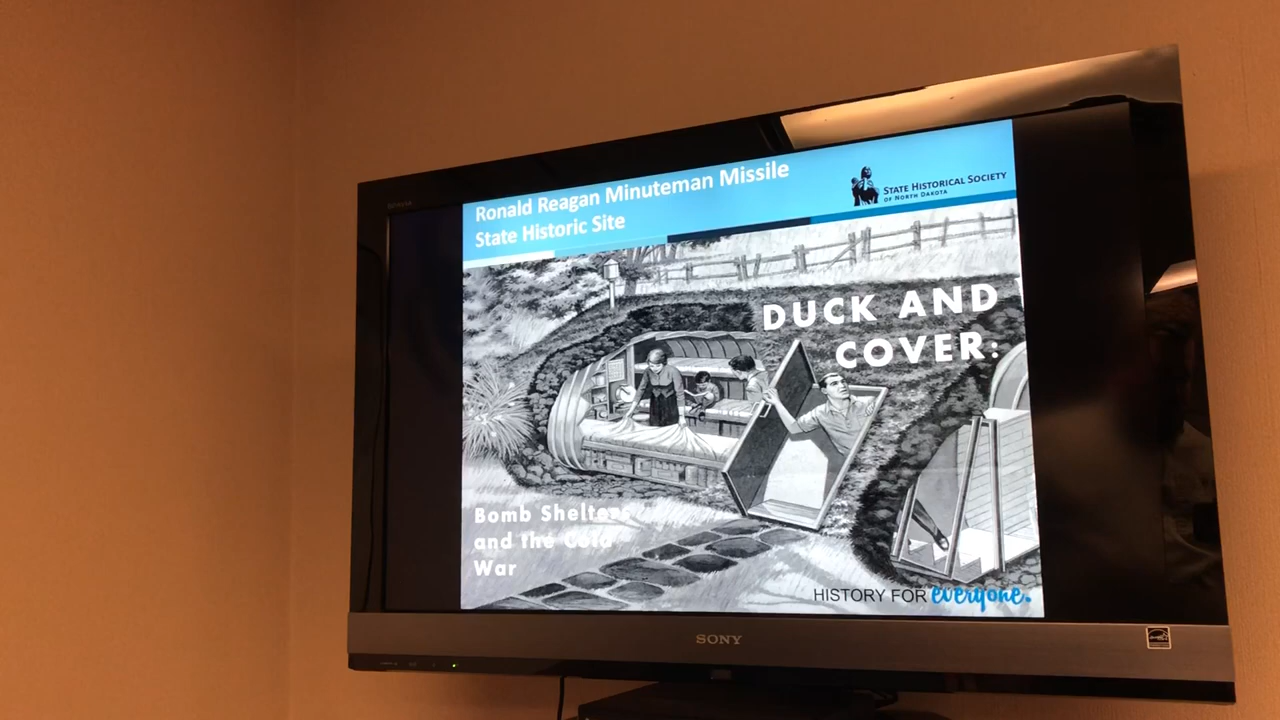 Ronald Reagan Minuteman Missile
State Historic Site
STATE HISTORICAL SOCIETY
OF NORTH DAKOTA
DUCK AND
COVER:
Bomb Shelters
and the Cold
War
HISTORY FOR everyone.
SONY